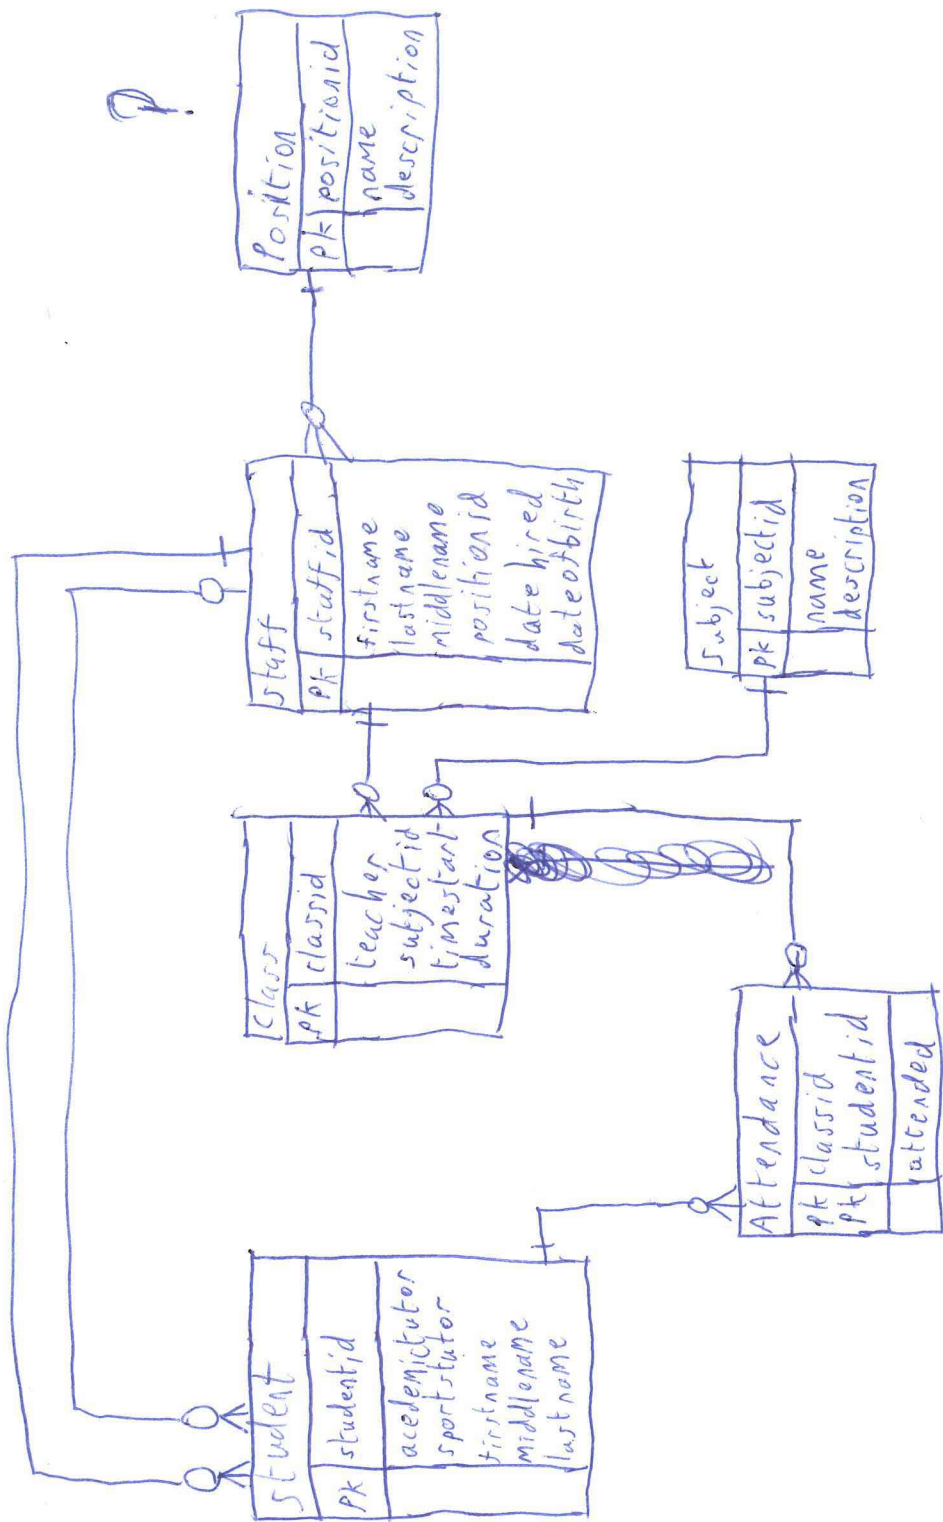 ?
Student
PK studentid
acedemictutor
sportstutor
firstname
middlename
lastname
Class
PK classid
teacher
subjectid
timestart
duration
Staff
PK staffid
firstname
lastname
middlename
positionid
date hired
dateofbirth
Position
PK positionid
name
description
Attendance
PK classid
PK studentid
attended
Subject
PK subjectid
name
description